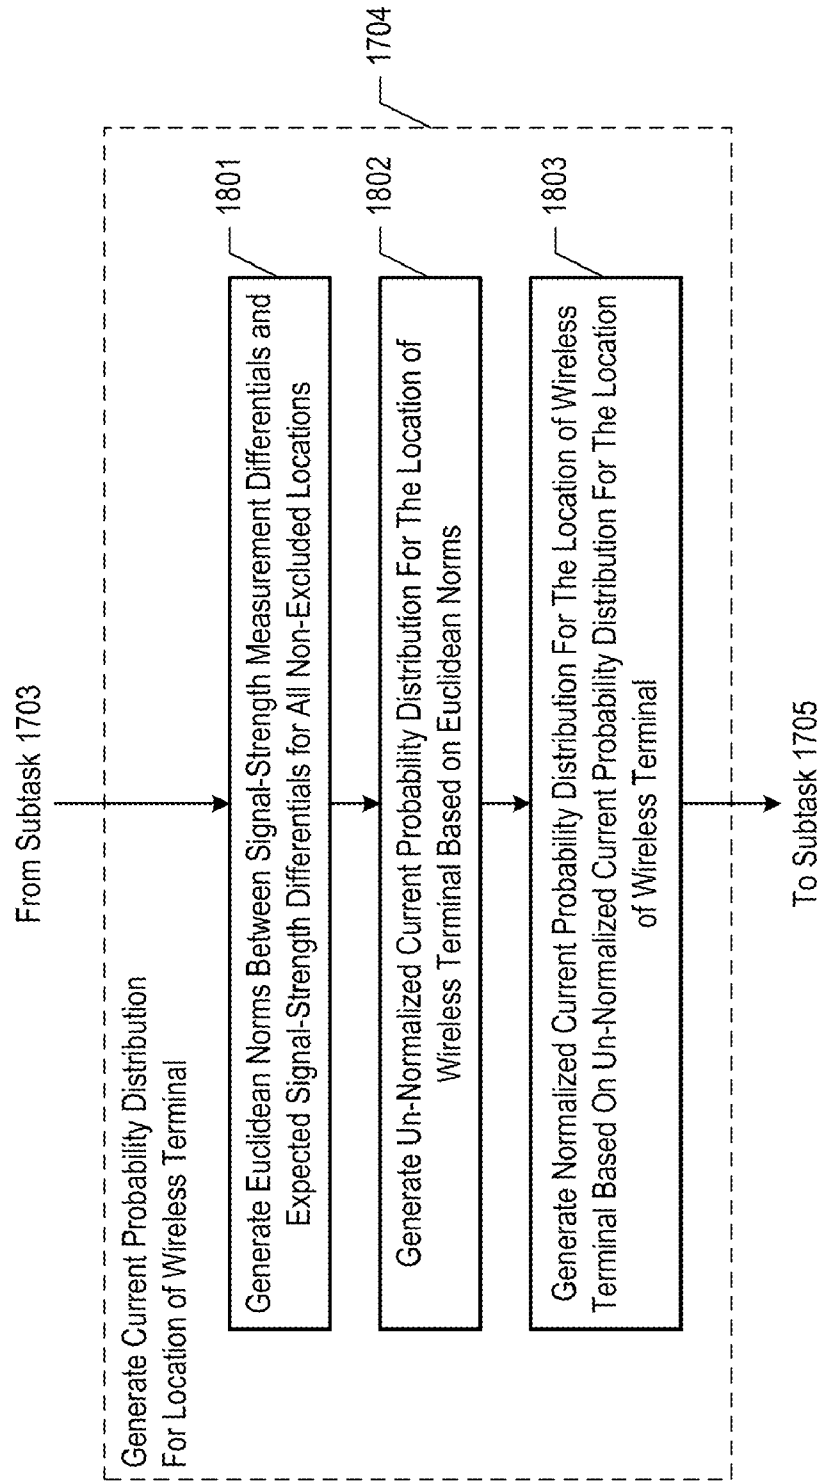 From Subtask 1703
Generate Current Probability Distribution
For Location of Wireless Terminal
1704
1801
Generate Euclidean Norms Between Signal-Strength Measurement Differentials and
Expected Signal-Strength Differentials for All Non-Excluded Locations
1802
Generate Un-Normalized Current Probability Distribution For The Location of
Wireless Terminal Based on Euclidean Norms
1803
Generate Normalized Current Probability Distribution For The Location of Wireless
Terminal Based On Un-Normalized Current Probability Distribution For The Location
of Wireless Terminal
To Subtask 1705